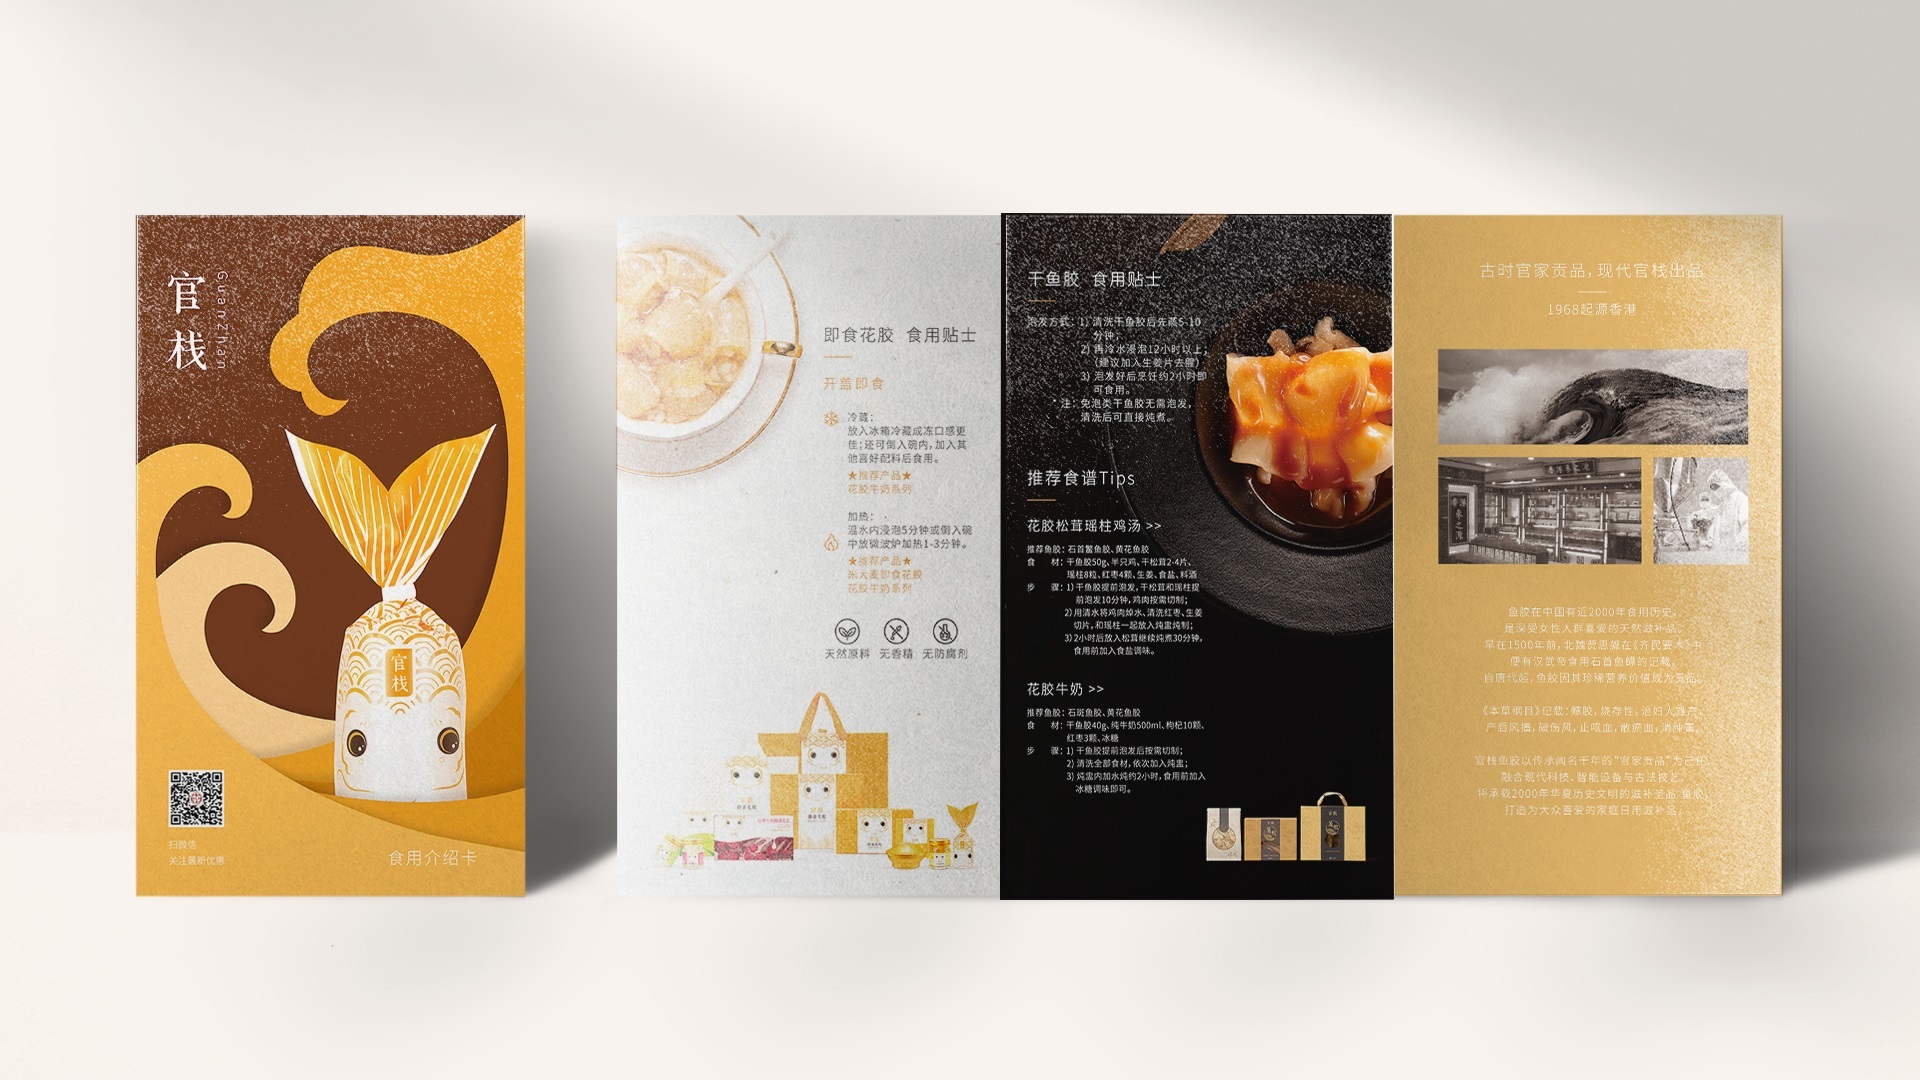 官栈
GuanZhan
官栈
扫微信
关注最新优惠
食用介绍卡
即食花胶 食用贴士
开盖即食
冷藏：
放入冰箱冷藏成冻口感更
佳；还可倒入碗内，加入其
他喜好配料后食用。
★推荐产品★
花胶牛奶系列
加热：
温水内浸泡5分钟或倒入碗
中放微波炉加热1-3分钟。
★推荐产品★
米大麦即食花胶
花胶牛奶系列
天然原料 无香精 无防腐剂
干鱼胶 食用贴士
泡发方式：1) 清洗干鱼胶后先蒸5-10
分钟；
2) 再冷水浸泡12小时以上；
(建议加入生姜片去腥)
3) 泡发好后烹饪约2小时即
可食用。
*注：免泡类干鱼胶无需泡发，
清洗后可直接炖煮。
推荐食谱Tips
花胶松茸瑶柱鸡汤 >>
推荐鱼胶：石首鳘鱼胶、黄花鱼胶
食 材：干鱼胶50g、半只鸡、干松茸2-4片、
瑶柱8粒、红枣4颗、生姜、食盐、料酒
步 骤：1) 干鱼胶提前泡发，干松茸和瑶柱提
前泡发10分钟，鸡肉按需切制；
2) 用清水将鸡肉焯水、清洗红枣、生姜
切片，和瑶柱一起放入炖盅炖制；
3) 2小时后放入松茸继续炖煮30分钟，
食用前加入食盐调味。
花胶牛奶 >>
推荐鱼胶：石斑鱼胶、黄花鱼胶
食 材：干鱼胶40g、纯牛奶500ml、枸杞10颗、
红枣3颗、冰糖
步 骤：1) 干鱼胶提前泡发后按需切制；
2) 清洗全部食材，依次加入炖盅；
3) 炖盅内加水炖约2小时，食用前加入
冰糖调味即可。
古时官家贡品，现代官栈出品
1968起源香港
鱼胶在中国有近2000年食用历史，
是深受女性人群喜爱的天然滋补品。
早在1500年前，北魏贾思勰在《齐民要术》中
便有汉武帝食用石首鱼鳔的记载，
自唐代起，鱼胶因其珍稀营养价值成为贡品。
《本草纲目》记载：鳔胶，烧存性，治妇人难产，
产后风搐，破伤风，止呕血，散瘀血，消肿毒。
官栈鱼胶以传承闻名千年的“官家贡品”为己任，
融合现代科技、智能设备与古法技艺，
将承载2000年华夏历史文明的滋补圣品-鱼胶，
打造为大众喜爱的家庭日用滋补品。